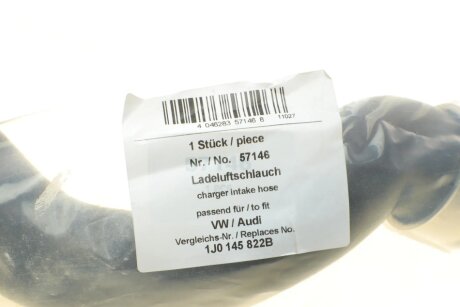 4 046283 57146 8
11027
1 Stück / piece
Nr. / No. 57146
Ladeluftschlauch
charger intake hose
passend für / to fit
VW / Audi
Vergleichs-Nr. / Replaces No.
1J0 145 822B